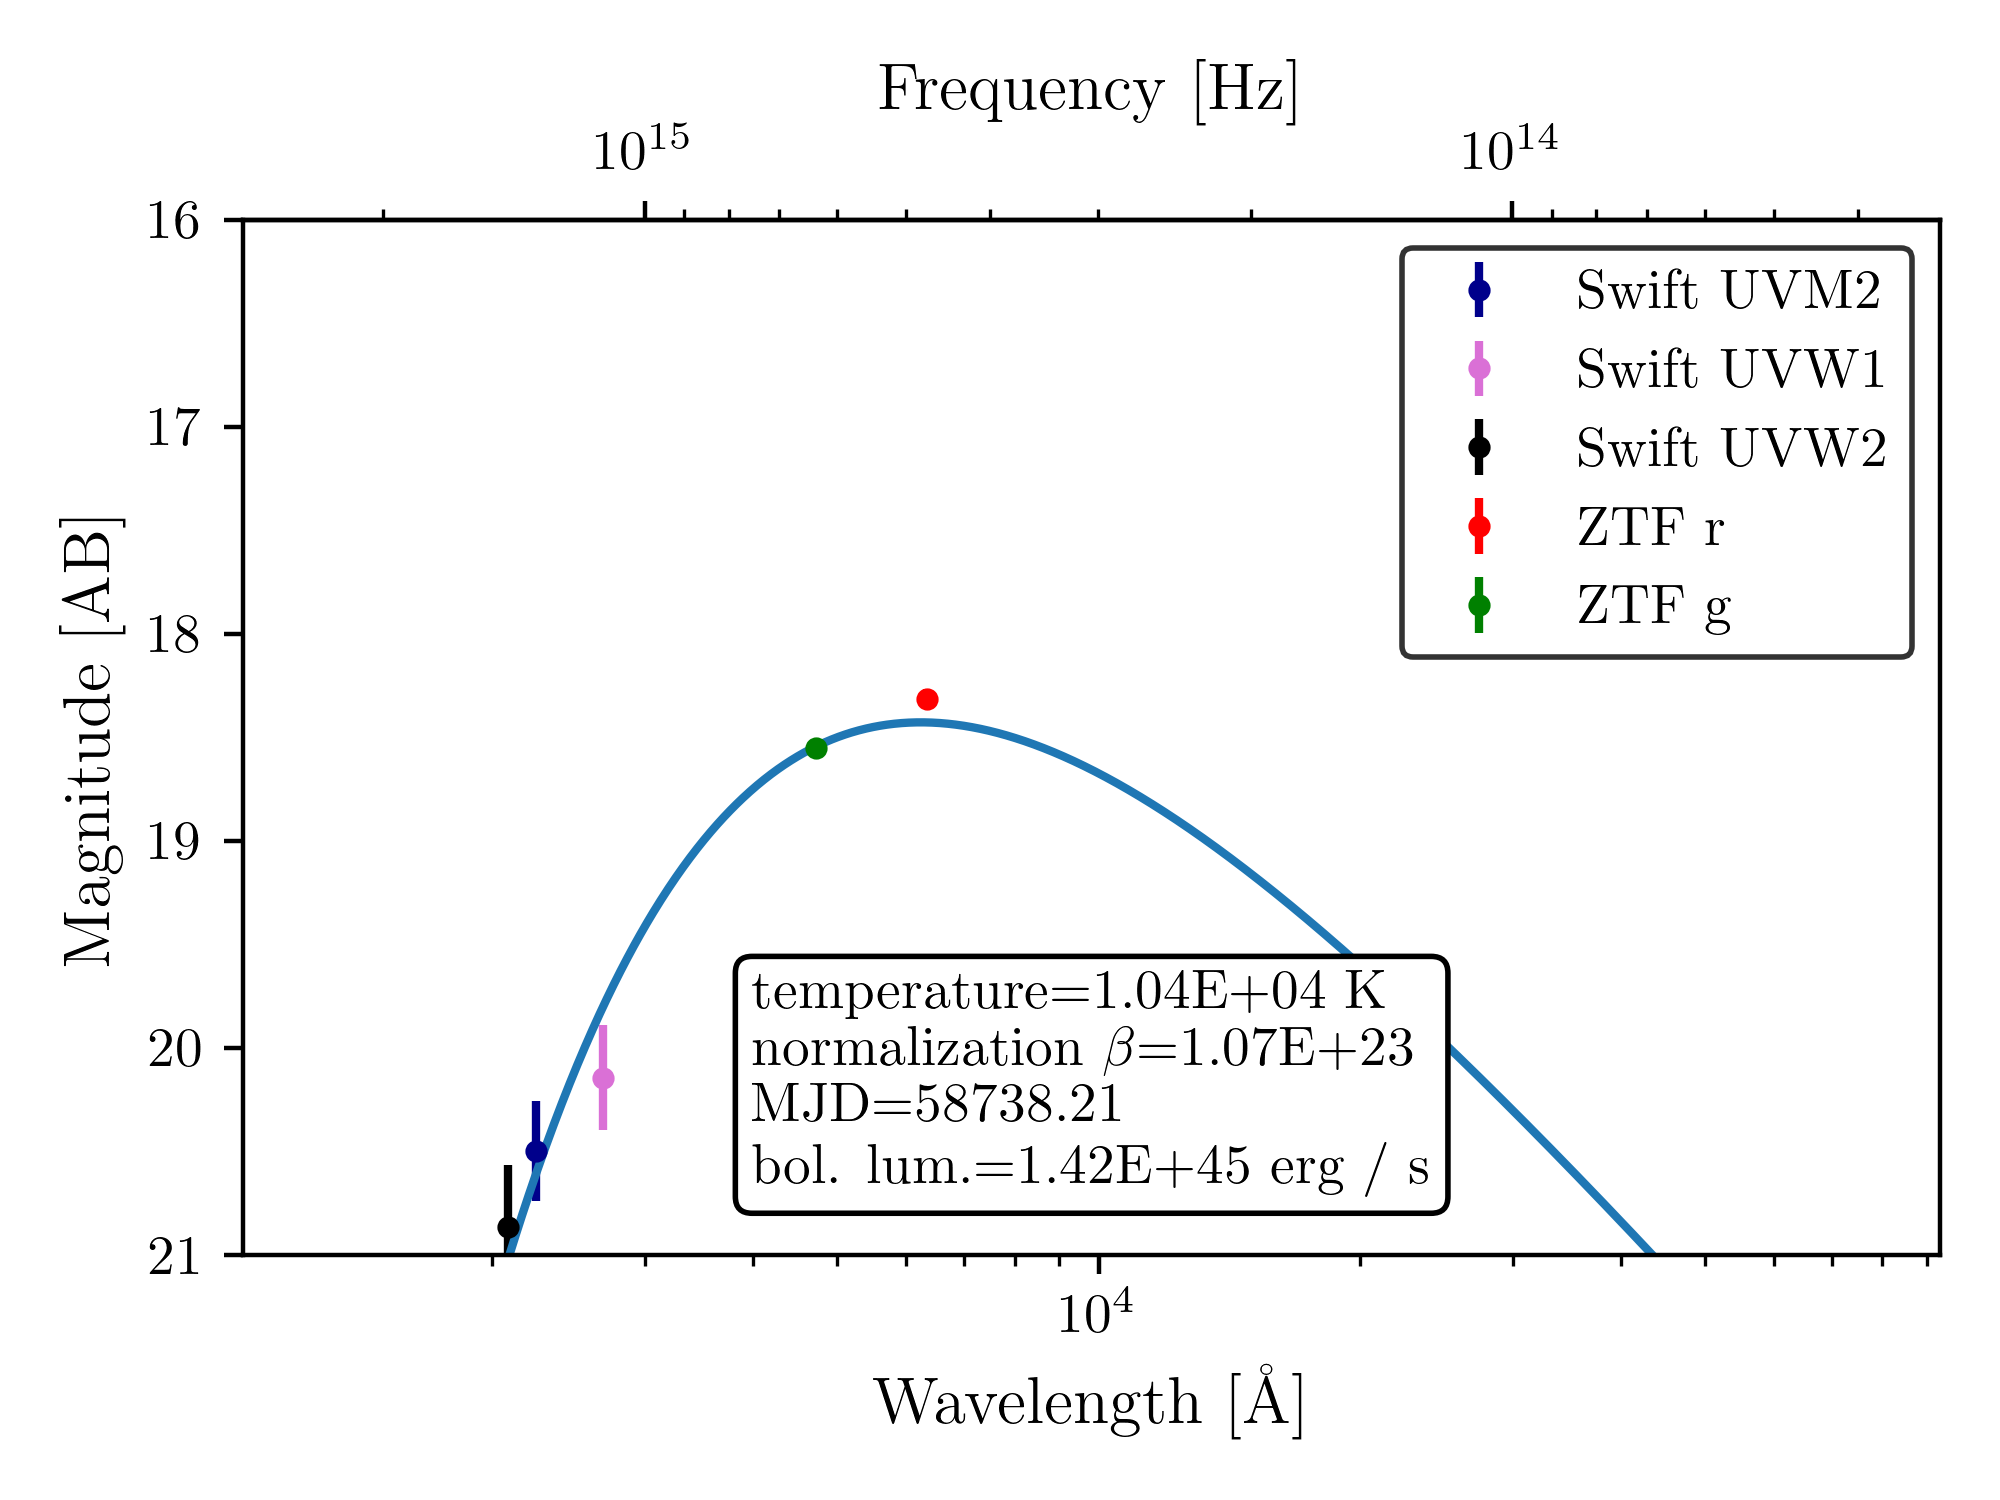 Frequency [Hz]
10^15 10^14
16
17
18
19
20
21
Magnitude [AB]
Swift UVM2
Swift UVW1
Swift UVW2
ZTF r
ZTF g
temperature=1.04E+04 K
normalization β=1.07E+23
MJD=58738.21
bol. lum.=1.42E+45 erg / s
10^4
Wavelength [Å]